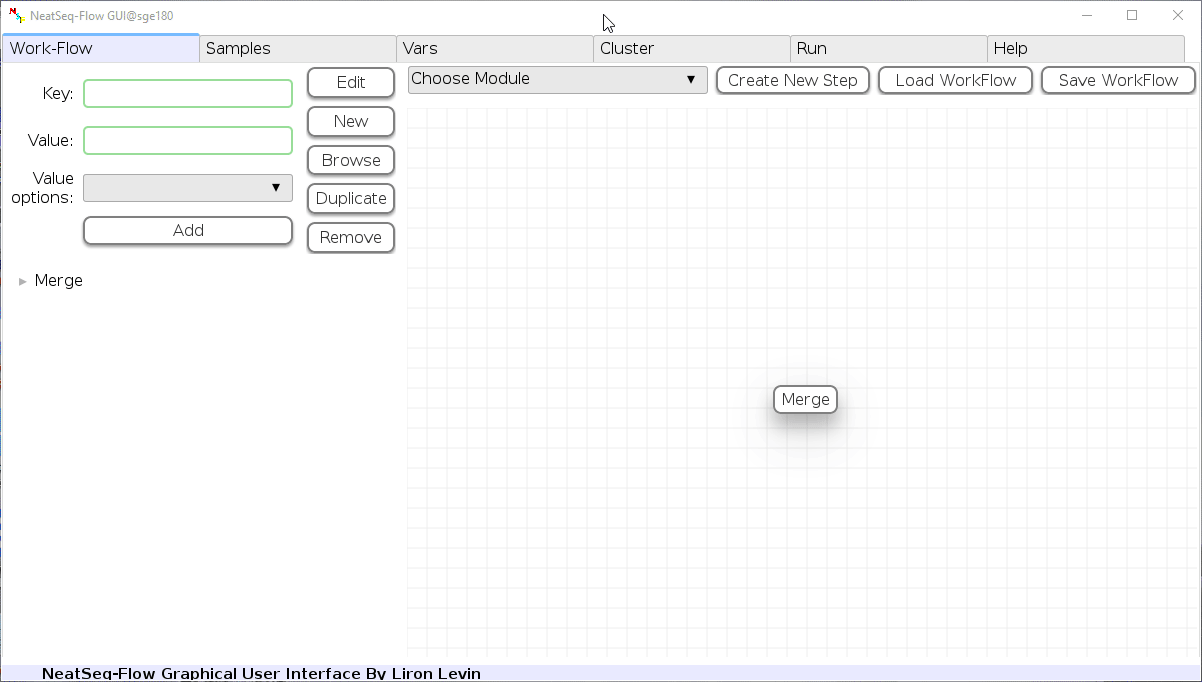 NeatSeq-Flow GUI@sge180
Work-Flow
Samples
Vars
Cluster
Run
Help
Key:
Value:
Value
options:
Add
Edit
New
Browse
Duplicate
Remove
Choose Module
Create New Step
Load WorkFlow
Save WorkFlow
Merge
Merge
NeatSeq-Flow Graphical User Interface By Liron Levin